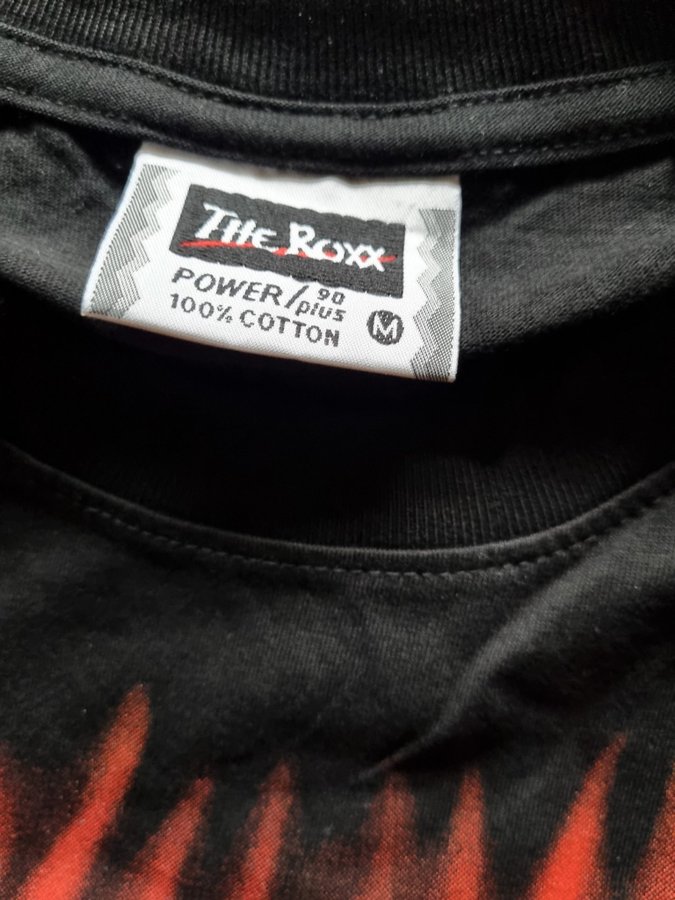 THE ROXX
POWER/90 plus
100% COTTON
M